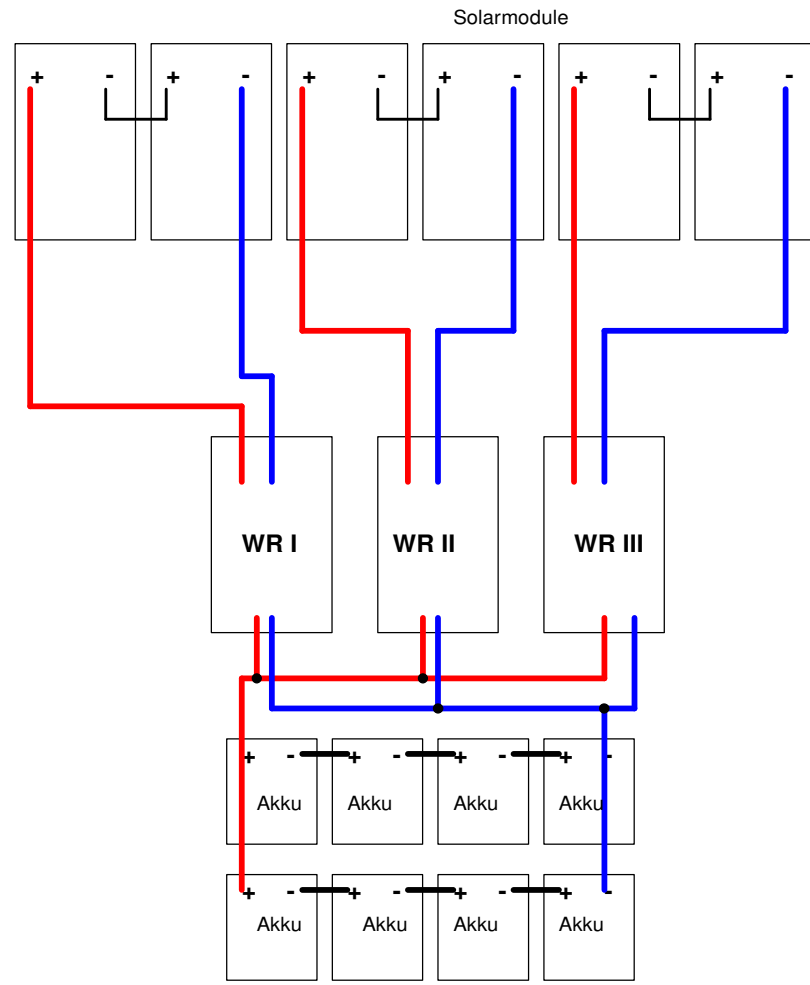 Solarmodule
+ - + - + - + - + - + -
WR I WR II WR III
+ - + - + - + -
Akku Akku Akku Akku
+ - + - + - + -
Akku Akku Akku Akku